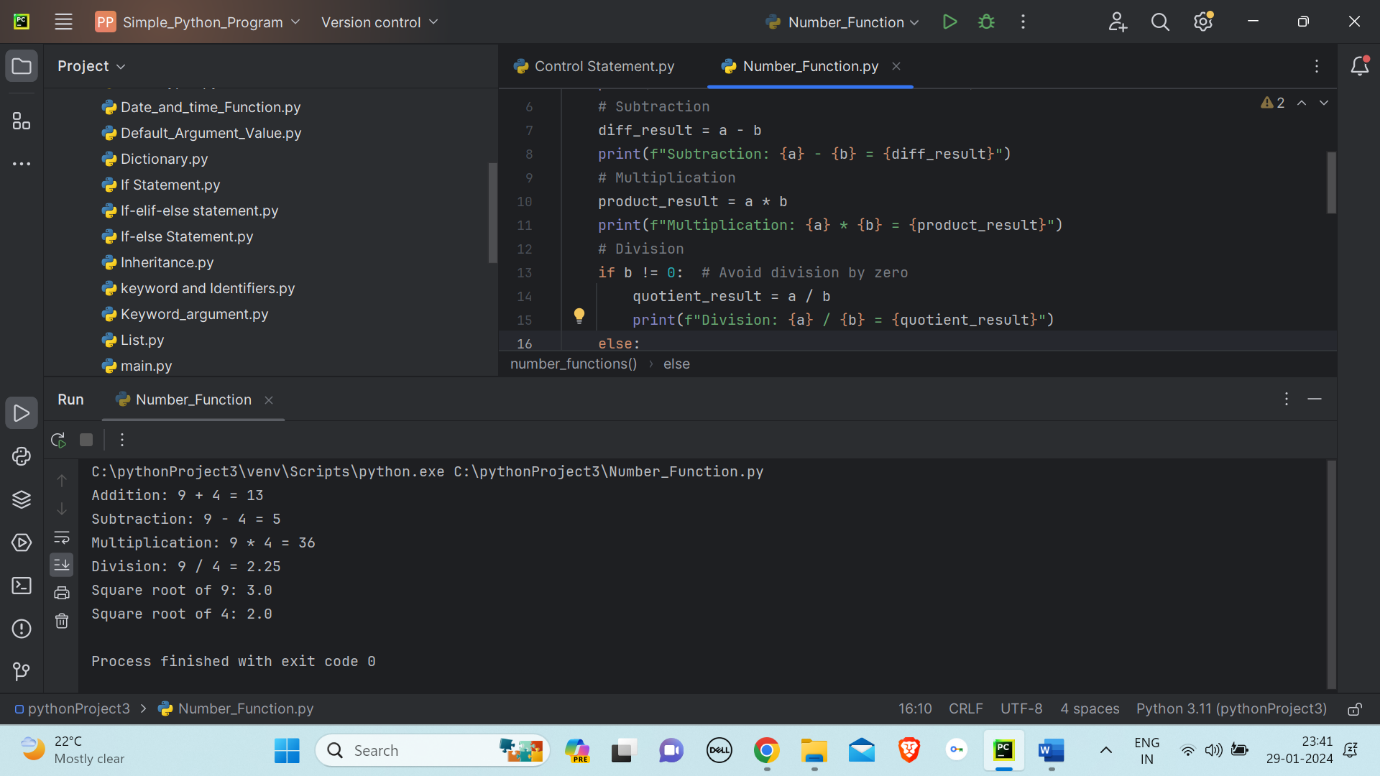 PC
PP Simple_Python_Program
Version control
Number_Function
Project
Control Statement.py
Number_Function.py
Date_and_time_Function.py
Default_Argument_Value.py
Dictionary.py
If Statement.py
If-elif-else statement.py
If-else Statement.py
Inheritance.py
keyword and Identifiers.py
Keyword_argument.py
List.py
main.py
2
6 # Subtraction
7 diff_result = a - b
8 print(f"Subtraction: {a} - {b} = {diff_result}")
9 # Multiplication
10 product_result = a * b
11 print(f"Multiplication: {a} * {b} = {product_result}")
12 # Division
13 if b != 0:  # Avoid division by zero
14 quotient_result = a / b
15 print(f"Division: {a} / {b} = {quotient_result}")
16 else:
number_functions() › else
Run
Number_Function
C:\pythonProject3\venv\Scripts\python.exe C:\pythonProject3\Number_Function.py
Addition: 9 + 4 = 13
Subtraction: 9 - 4 = 5
Multiplication: 9 * 4 = 36
Division: 9 / 4 = 2.25
Square root of 9: 3.0
Square root of 4: 2.0
Process finished with exit code 0
pythonProject3 › Number_Function.py
16:10 CRLF UTF-8 4 spaces Python 3.11 (pythonProject3)
22°C
Mostly clear
Search
PRE
DELL
PC
W
ENG
IN
23:41
29-01-2024